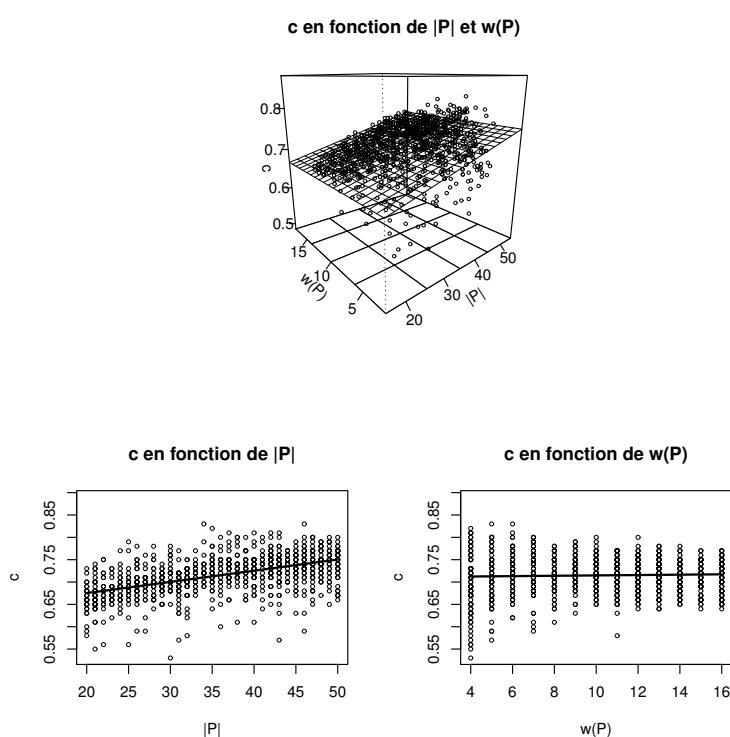 c en fonction de |P| et w(P)
0.8
0.7
c
0.6
0.5
15
10
w(P)
5
50
40
30
|P|
20
c en fonction de |P|
0.85
0.75
c
0.65
0.55
20 25 30 35 40 45 50
|P|
c en fonction de w(P)
0.85
0.75
c
0.65
0.55
4 6 8 10 12 14 16
w(P)